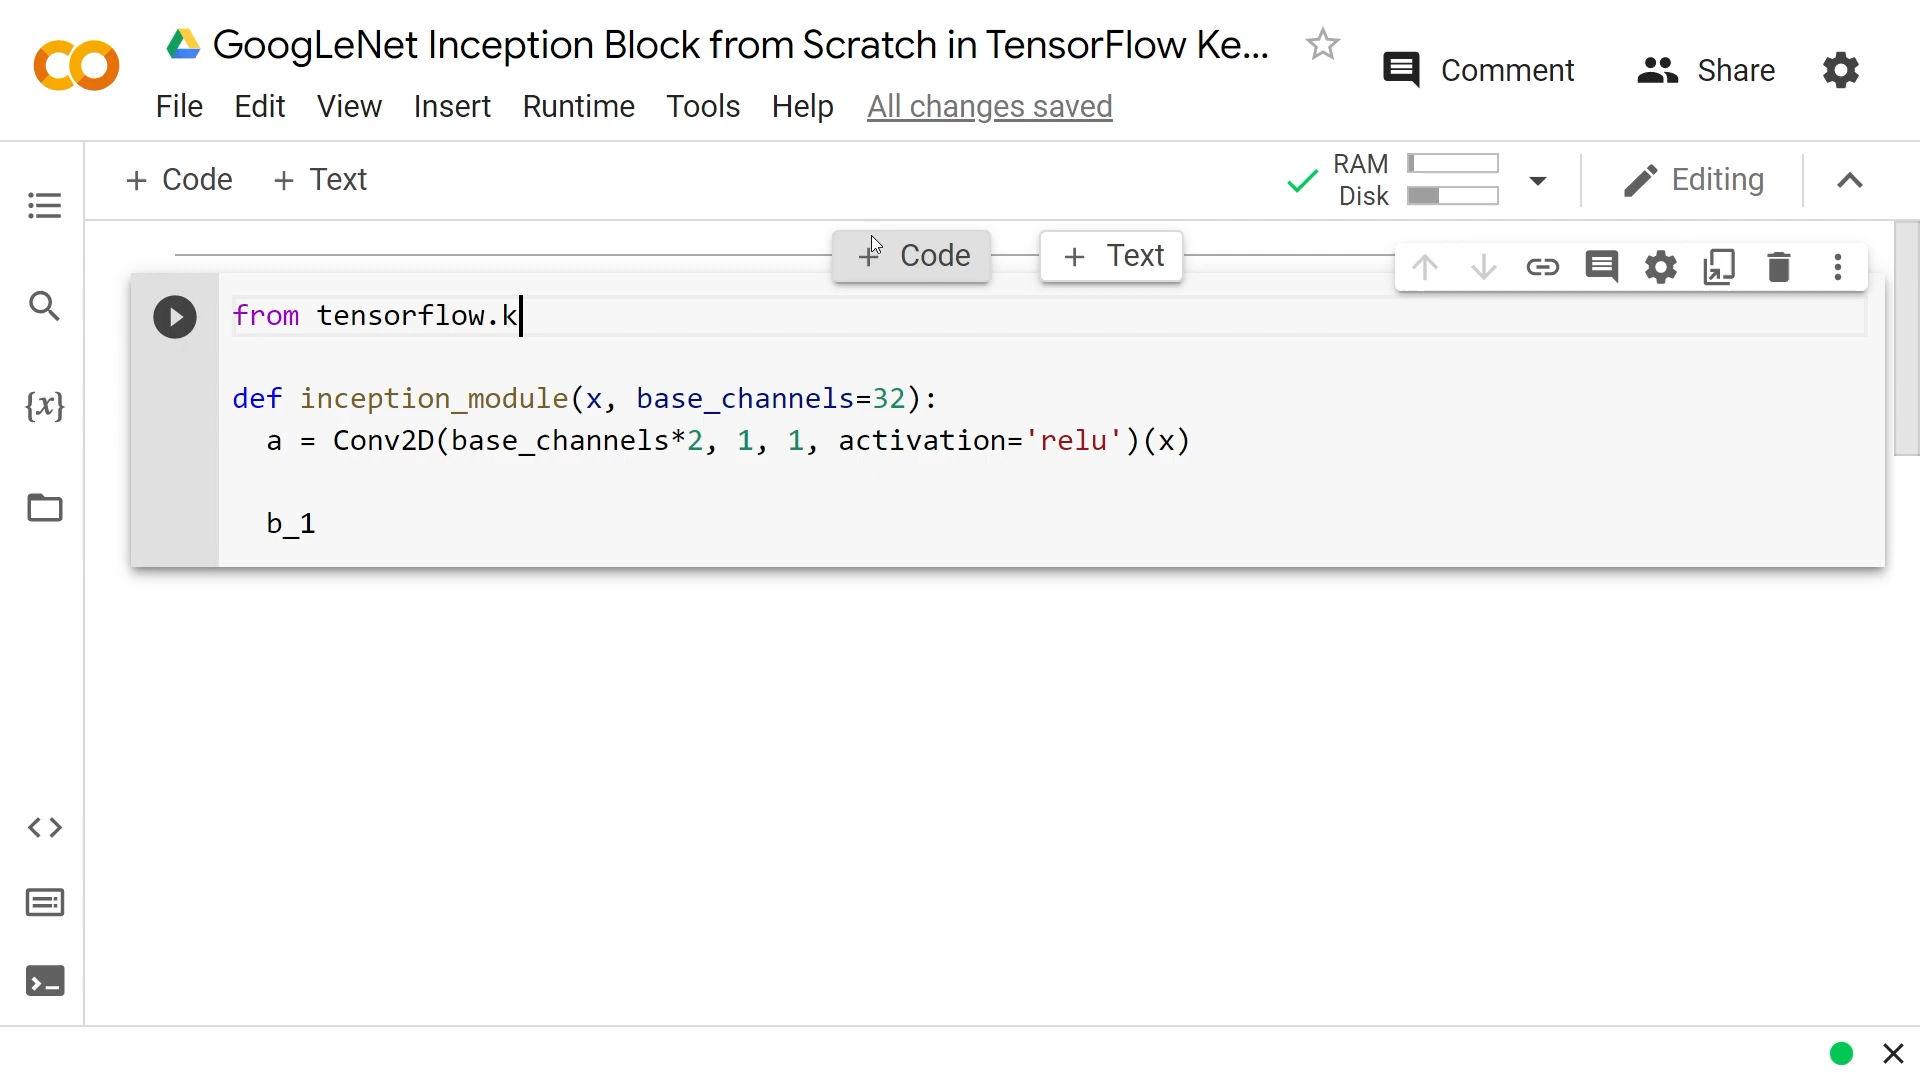 GoogLeNet Inception Block from Scratch in TensorFlow Ke...
Comment
Share
File Edit View Insert Runtime Tools Help All changes saved
+ Code + Text
RAM
Disk
Editing
+ Code
+ Text
from tensorflow.k
{x}
def inception_module(x, base_channels=32):
a = Conv2D(base_channels*2, 1, 1, activation='relu')(x)
b_1